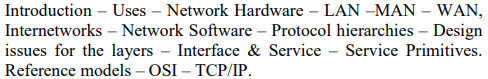 Introduction – Uses – Network Hardware – LAN –MAN – WAN,
Internetworks – Network Software – Protocol hierarchies – Design
issues for the layers – Interface & Service – Service Primitives.
Reference models – OSI – TCP/IP.